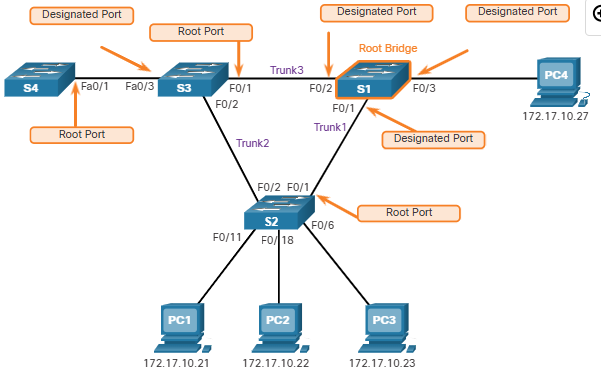 Designated Port
Designated Port
Designated Port
Root Port
Root Bridge
Trunk3
S4
Fa0/1
Fa0/3
S3
F0/1
F0/2
S1
F0/3
PC4
F0/2
F0/1
172.17.10.27
Root Port
Trunk1
Designated Port
Trunk2
F0/2
F0/1
S2
Root Port
F0/11
F0/18
F0/6
PC1
PC2
PC3
172.17.10.21
172.17.10.22
172.17.10.23